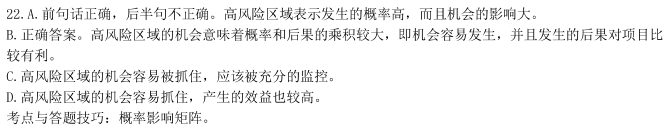 22.A.前句话正确，后半句不正确。高风险区域表示发生的概率高，而且机会的影响大。
B.正确答案。高风险区域的机会意味着概率和后果的乘积较大，即机会容易发生，并且发生的后果对项目比
较有利。
C.高风险区域的机会容易被抓住，应该被充分的监控。
D.高风险区域的机会容易抓住，产生的效益也较高。
考点与答题技巧：概率影响矩阵。